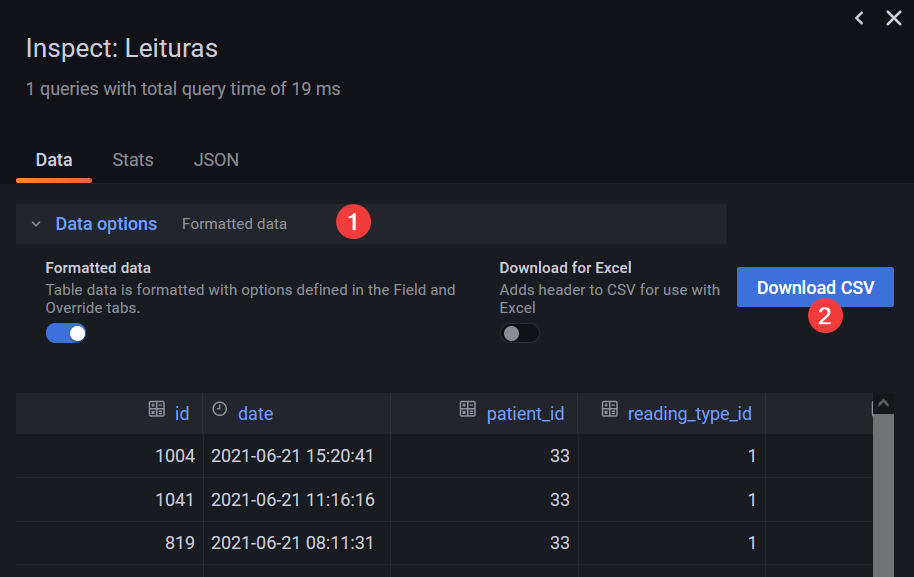 Inspect: Leituras
1 queries with total query time of 19 ms
Data Stats JSON
Data options Formatted data 1
Formatted data
Table data is formatted with options defined in the Field and
Override tabs.
Download for Excel
Adds header to CSV for use with
Excel
Download CSV
2
id date patient_id reading_type_id
1004 2021-06-21 15:20:41 33 1
1041 2021-06-21 11:16:16 33 1
819 2021-06-21 08:11:31 33 1